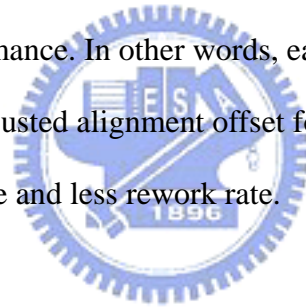 nance. In other words, ea
usted alignment offset fo
e and less rework rate.
E S A
1896